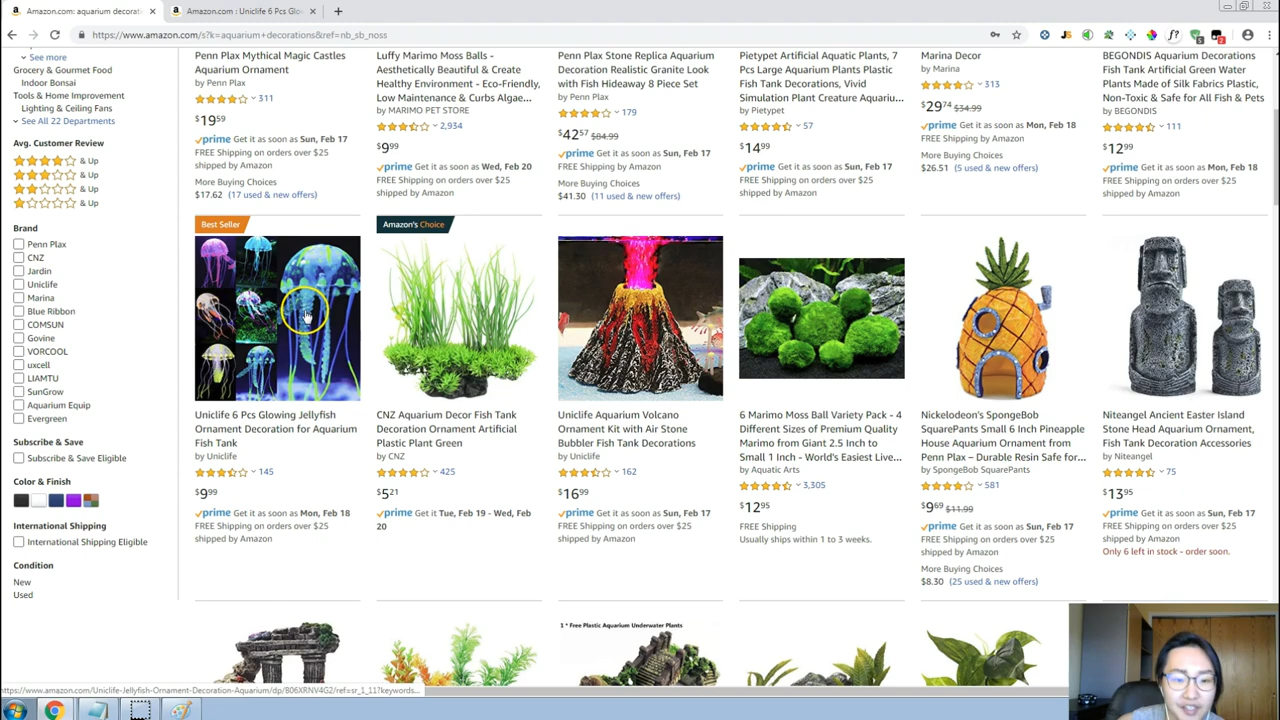 Amazon.com: aquarium decorati
Amazon.com : Uniclife 6 Pcs Glo
https://www.amazon.com/s?k=aquarium+decorations&ref=nb_sb_noss
See more
Grocery & Gourmet Food
Indoor Bonsai
Tools & Home Improvement
Lighting & Ceiling Fans
See All 22 Departments
Avg. Customer Review
& Up
& Up
& Up
& Up
Brand
Penn Plax
CNZ
Jardin
Uniclife
Marina
Blue Ribbon
COMSUN
Govine
VORCOOL
uxcell
LIAMTU
SunGrow
Aquarium Equip
Evergreen
Subscribe & Save
Subscribe & Save Eligible
Color & Finish
International Shipping
International Shipping Eligible
Condition
New
Used
Penn Plax Mythical Magic Castles
Aquarium Ornament
by Penn Plax
311
$19 59
prime Get it as soon as Sun, Feb 17
FREE Shipping on orders over $25
shipped by Amazon
More Buying Choices
$17.62 (17 used & new offers)
Luffy Marimo Moss Balls -
Aesthetically Beautiful & Create
Healthy Environment - Eco-Friendly,
Low Maintenance & Curbs Algae...
by MARIMO PET STORE
2,934
$9 99
prime Get it as soon as Wed, Feb 20
FREE Shipping on orders over $25
shipped by Amazon
Penn Plax Stone Replica Aquarium
Decoration Realistic Granite Look
with Fish Hideaway 8 Piece Set
by Penn Plax
179
$42 57 $84.99
prime Get it as soon as Sun, Feb 17
FREE Shipping by Amazon
More Buying Choices
$41.30 (11 used & new offers)
Pietypet Artificial Aquatic Plants, 7
Pcs Large Aquarium Plants Plastic
Fish Tank Decorations, Vivid
Simulation Plant Creature Aquariu...
by Pietypet
57
$14 99
prime Get it as soon as Sun, Feb 17
FREE Shipping on orders over $25
shipped by Amazon
Marina Decor
by Marina
313
$29 74 $34.99
prime Get it as soon as Mon, Feb 18
FREE Shipping by Amazon
More Buying Choices
$26.51 (5 used & new offers)
BEGONDIS Aquarium Decorations
Fish Tank Artificial Green Water
Plants Made of Silk Fabrics Plastic,
Non-Toxic & Safe for All Fish & Pets
by BEGONDIS
111
$12 99
prime Get it as soon as Mon, Feb 18
FREE Shipping on orders over $25
shipped by Amazon
Best Seller
Uniclife 6 Pcs Glowing Jellyfish
Ornament Decoration for Aquarium
Fish Tank
by Uniclife
145
$9 99
prime Get it as soon as Mon, Feb 18
FREE Shipping on orders over $25
shipped by Amazon
Amazon's Choice
CNZ Aquarium Decor Fish Tank
Decoration Ornament Artificial
Plastic Plant Green
by CNZ
425
$5 21
prime Get it Tue, Feb 19 - Wed, Feb
20
Uniclife Aquarium Volcano
Ornament Kit with Air Stone
Bubbler Fish Tank Decorations
by Uniclife
162
$16 99
prime Get it as soon as Sun, Feb 17
FREE Shipping on orders over $25
shipped by Amazon
6 Marimo Moss Ball Variety Pack - 4
Different Sizes of Premium Quality
Marimo from Giant 2.5 Inch to
Small 1 Inch - World's Easiest Live...
by Aquatic Arts
3,305
$12 95
FREE Shipping
Usually ships within 1 to 3 weeks.
Nickelodeon's SpongeBob
SquarePants Small 6 Inch Pineapple
House Aquarium Ornament from
Penn Plax – Durable Resin Safe for...
by SpongeBob SquarePants
581
$9 69 $11.99
prime Get it as soon as Sun, Feb 17
FREE Shipping on orders over $25
shipped by Amazon
More Buying Choices
$8.30 (25 used & new offers)
Niteangel Ancient Easter Island
Stone Head Aquarium Ornament,
Fish Tank Decoration Accessories
by Niteangel
75
$13 95
prime Get it as soon as Sun, Feb 17
FREE Shipping on orders over $25
shipped by Amazon
Only 6 left in stock - order soon.
1 * Free Plastic Aquarium Underwater Plants
https://www.amazon.com/Uniclife-Jellyfish-Ornament-Decoration-Aquarium/dp/B06XRNV4G2/ref=sr_1_11?keywords...